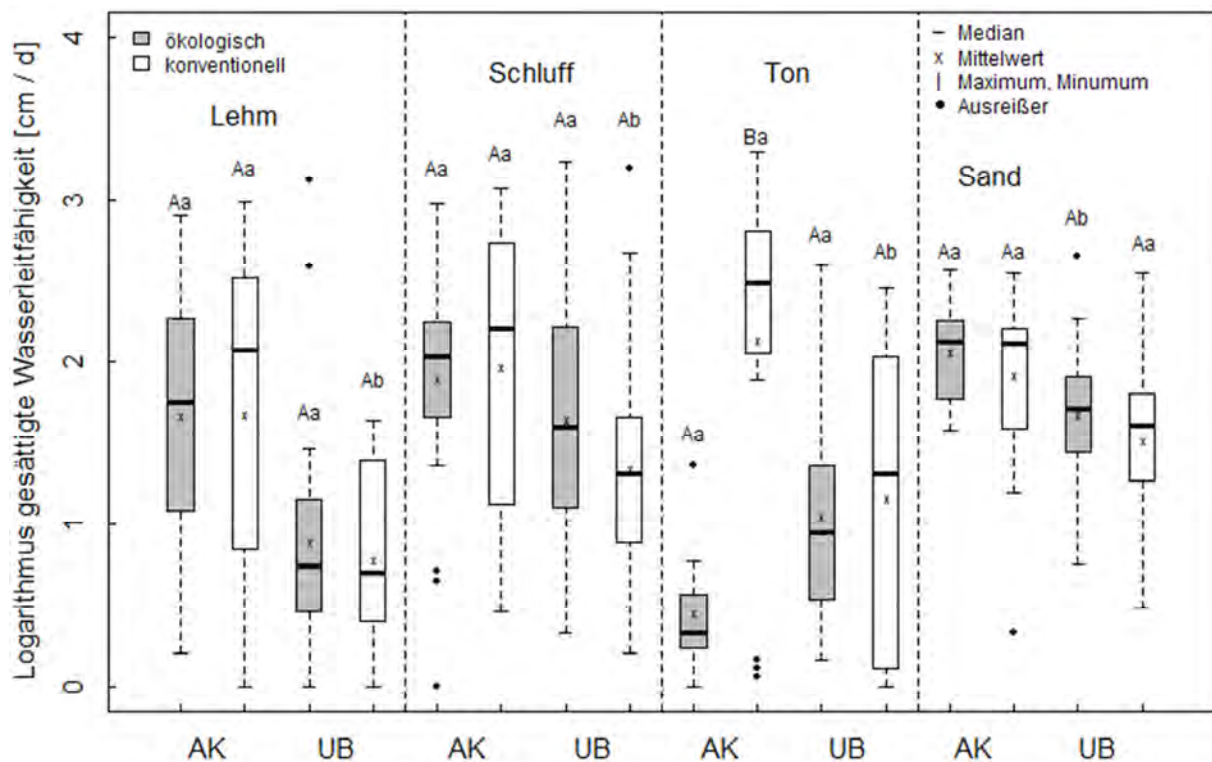 Logarithmus gesättigte Wasserleitfähigkeit [cm / d]
4
3
2
1
0
ökologisch
konventionell
Median
Mittelwert
Maximum, Minumum
Ausreißer
Lehm
Schluff
Ton
Sand
Aa
Aa
Aa
Ab
Aa
Aa
Aa
Ab
Aa
Ba
Aa
Ab
Aa
Aa
Ab
Aa
AK UB AK UB AK UB AK UB